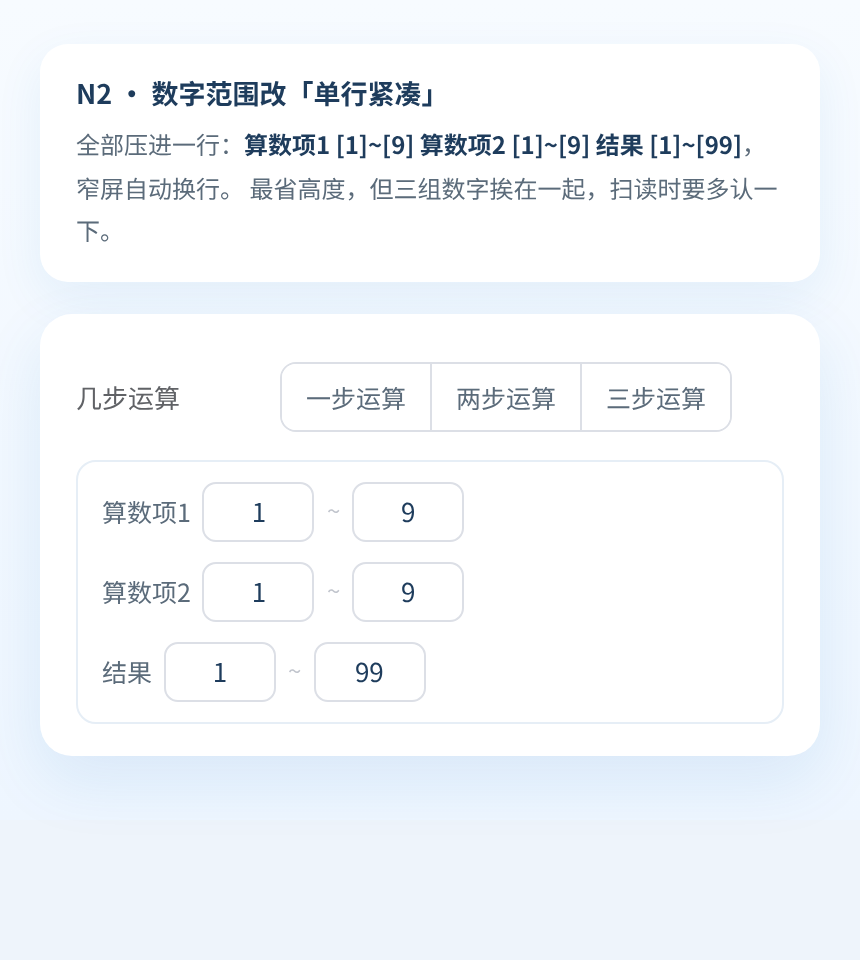 N2 · 数字范围改「单行紧凑」
全部压进一行：算数项1 [1]~[9] 算数项2 [1]~[9] 结果 [1]~[99]，
窄屏自动换行。 最省高度，但三组数字挨在一起，扫读时要多认一
下。
几步运算 一步运算 两步运算 三步运算
算数项1 1 ~ 9
算数项2 1 ~ 9
结果 1 ~ 99